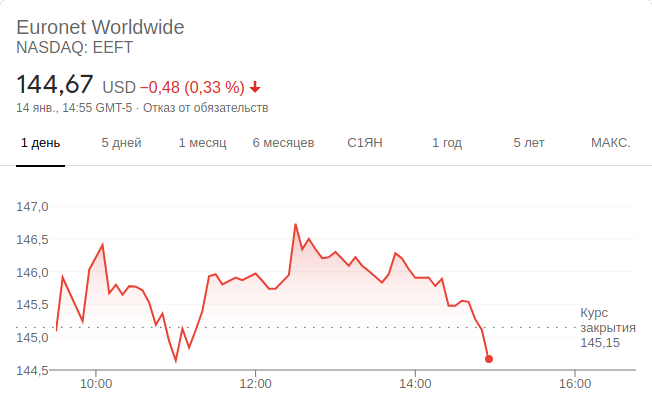 Euronet Worldwide
NASDAQ: EEFT
144,67 USD −0,48 (0,33 %) 🡇
14 янв., 14:55 GMT-5 · Отказ от обязательств
1 день 5 дней 1 месяц 6 месяцев С1ЯН 1 год 5 лет МАКС.
147,0
146,5
146,0
145,5
Курс
закрытия
145,15
145,0
144,5
10:00 12:00 14:00 16:00